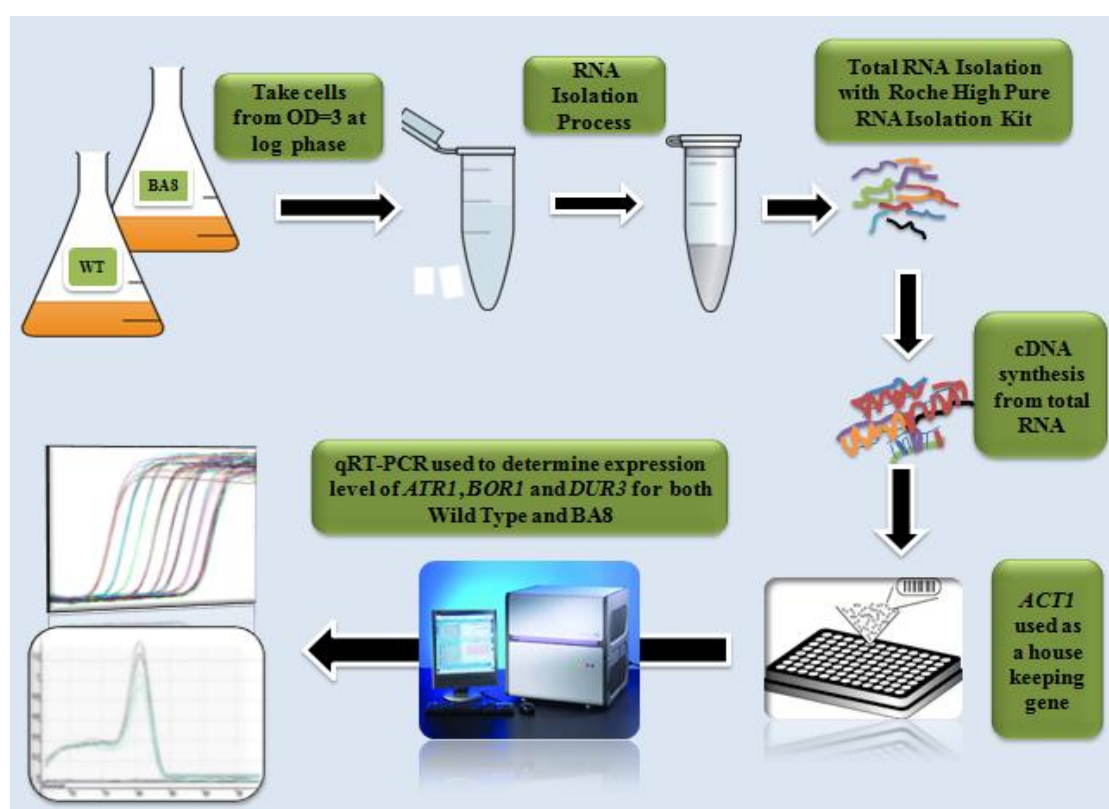 BA8
WT
Take cells
from OD=3 at
log phase
RNA
Isolation
Process
Total RNA Isolation
with Roche High Pure
RNA Isolation Kit
cDNA
synthesis
from total
RNA
ACT1
used as
a house
keeping
gene
qRT-PCR used to determine expression
level of ATR1, BOR1 and DUR3 for both
Wild Type and BA8